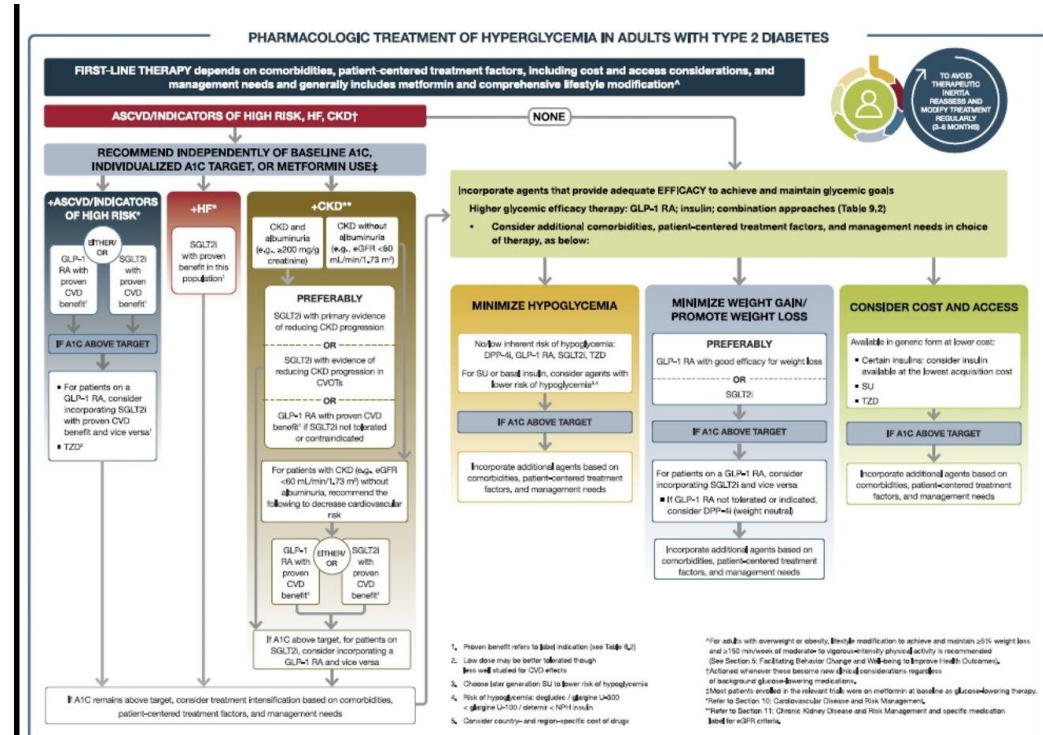 PHARMACOLOGIC TREATMENT OF HYPERGLYCEMIA IN ADULTS WITH TYPE 2 DIABETES
FIRST-LINE THERAPY depends on comorbidities, patient-centered treatment factors, including cost and access considerations, and
management needs and generally includes metformin and comprehensive lifestyle modification^
TO AVOID
THERAPEUTIC
INERTIA
REASSESS AND
MODIFY TREATMENT
REGULARLY
(3–6 MONTHS)
ASCVD/INDICATORS OF HIGH RISK, HF, CKD†
NONE
RECOMMEND INDEPENDENTLY OF BASELINE A1C,
INDIVIDUALIZED A1C TARGET, OR METFORMIN USE‡
+ASCVD/INDICATORS
OF HIGH RISK*
EITHER/
OR
GLP-1
RA with
proven
CVD
benefit¹
SGLT2i
with
proven
CVD
benefit¹
IF A1C ABOVE TARGET
▪ For patients on a
GLP-1 RA, consider
incorporating SGLT2i
with proven CVD
benefit and vice versa¹
▪ TZD²
+HF*
SGLT2i
with proven
benefit in this
population¹
+CKD**
CKD and
albuminuria
(e.g., ≥200 mg/g
creatinine)
CKD without
albuminuria
(e.g., eGFR <60
mL/min/1.73 m²)
PREFERABLY
SGLT2i with primary evidence
of reducing CKD progression
OR
SGLT2i with evidence of
reducing CKD progression in
CVOTs
OR
GLP-1 RA with proven CVD
benefit¹ if SGLT2i not tolerated
or contraindicated
For patients with CKD (e.g., eGFR
<60 mL/min/1.73 m²) without
albuminuria, recommend the
following to decrease cardiovascular
risk
GLP-1
RA with
proven
CVD
benefit¹
EITHER/
OR
SGLT2i
with
proven
CVD
benefit¹
If A1C above target, for patients on
SGLT2i, consider incorporating a
GLP-1 RA and vice versa
If A1C remains above target, consider treatment intensification based on comorbidities,
patient-centered treatment factors, and management needs
Incorporate agents that provide adequate EFFICACY to achieve and maintain glycemic goals
Higher glycemic efficacy therapy: GLP-1 RA; insulin; combination approaches (Table 9.2)
• Consider additional comorbidities, patient-centered treatment factors, and management needs in choice
of therapy, as below:
MINIMIZE HYPOGLYCEMIA
No/low inherent risk of hypoglycemia:
DPP-4i, GLP-1 RA, SGLT2i, TZD
For SU or basal insulin, consider agents with
lower risk of hypoglycemia³,⁴
IF A1C ABOVE TARGET
Incorporate additional agents based on
comorbidities, patient-centered treatment
factors, and management needs
MINIMIZE WEIGHT GAIN/
PROMOTE WEIGHT LOSS
PREFERABLY
GLP-1 RA with good efficacy for weight loss
OR
SGLT2i
IF A1C ABOVE TARGET
For patients on a GLP-1 RA, consider
incorporating SGLT2i and vice versa
▪ If GLP-1 RA not tolerated or indicated,
consider DPP-4i (weight neutral)
Incorporate additional agents based on
comorbidities, patient-centered treatment
factors, and management needs
CONSIDER COST AND ACCESS
Available in generic form at lower cost:
• Certain insulins: consider insulin
available at the lowest acquisition cost
• SU
• TZD
IF A1C ABOVE TARGET
Incorporate additional agents based on
comorbidities, patient-centered treatment
factors, and management needs
1. Proven benefit refers to label indication (see Table 9.2)
2. Low dose may be better tolerated though
less well studied for CVD effects
3. Choose later generation SU to lower risk of hypoglycemia
4. Risk of hypoglycemia: degludec / glargine U-300
< glargine U-100 / detemir < NPH insulin
5. Consider country- and region-specific cost of drugs
^For adults with overweight or obesity, lifestyle modification to achieve and maintain ≥5% weight loss
and ≥150 min/week of moderate- to vigorous-intensity physical activity is recommended
(See Section 5: Facilitating Behavior Change and Well-being to Improve Health Outcomes).
†Actioned whenever these become new clinical considerations regardless
of background glucose-lowering medications.
‡Most patients enrolled in the relevant trials were on metformin at baseline as glucose-lowering therapy.
*Refer to Section 10: Cardiovascular Disease and Risk Management.
**Refer to Section 11: Chronic Kidney Disease and Risk Management and specific medication
label for eGFR criteria.